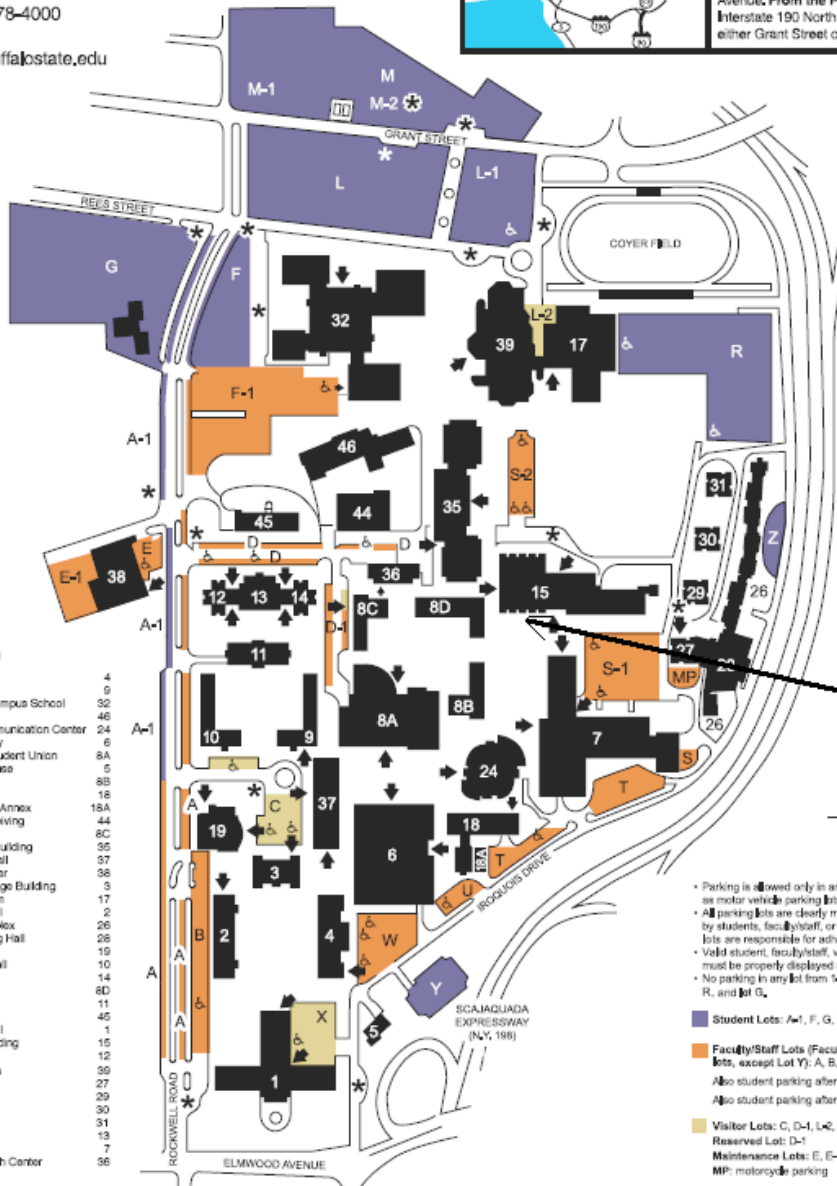 78-4000
ffalostate.edu
Avenue. From the
Interstate 190 North
either Grant Street o
190
90
M
M-1
M-2
GRANT STREET
L
L-1
REES STREET
COYER FIELD
G
F
32
39
L-2
17
R
F-1
A-1
46
S-2
35
31
45
44
30
Z
D
D
D
E
E-1
38
36
15
29
26
12
13
14
8C
8D
A-1
D-1
11
S-1
27
28
MP
8A
8B
26
10
9
7
A-1
24
S
C
37
T
A
19
18
6
18A
T
3
U
IROQUOIS DRIVE
B
2
4
W
A
A
Y
A
X
5
SCAJAQUADA
EXPRESSWAY
(N.Y. 198)
1
ROCKWELL ROAD
ELMWOOD AVENUE
4
9
mpus School 32
46
munication Center 24
y 6
udent Union 8A
se 5
8B
18
Annex 18A
eiving 44
8C
uilding 35
all 37
er 38
ge Building 3
n 17
l 2
lex 26
g Hall 28
19
all 10
14
8D
11
45
l 1
ding 15
12
s 39
27
29
30
31
13
7
h Center 36
• Parking is allowed only in a
as motor vehicle parking lot
• All parking lots are clearly m
by students, faculty/staff, or
lots are responsible for adh
• Valid student, faculty/staff, v
must be properly displayed
• No parking in any lot from 1
R, and lot G.
Student Lots: A-1, F, G,
Faculty/Staff Lots (Facu
lots, except Lot Y): A, B,
Also student parking after
Also student parking after
Visitor Lots: C, D-1, L-2,
Reserved Lot: D-1
Maintenance Lots: E, E-
MP: motorcycle parking